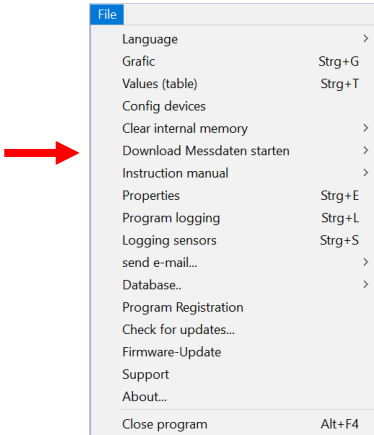 File
Language
Grafic Strg+G
Values (table) Strg+T
Config devices
Clear internal memory
Download Messdaten starten
Instruction manual
Properties Strg+E
Program logging Strg+L
Logging sensors Strg+S
send e-mail...
Database..
Program Registration
Check for updates...
Firmware-Update
Support
About...
Close program Alt+F4